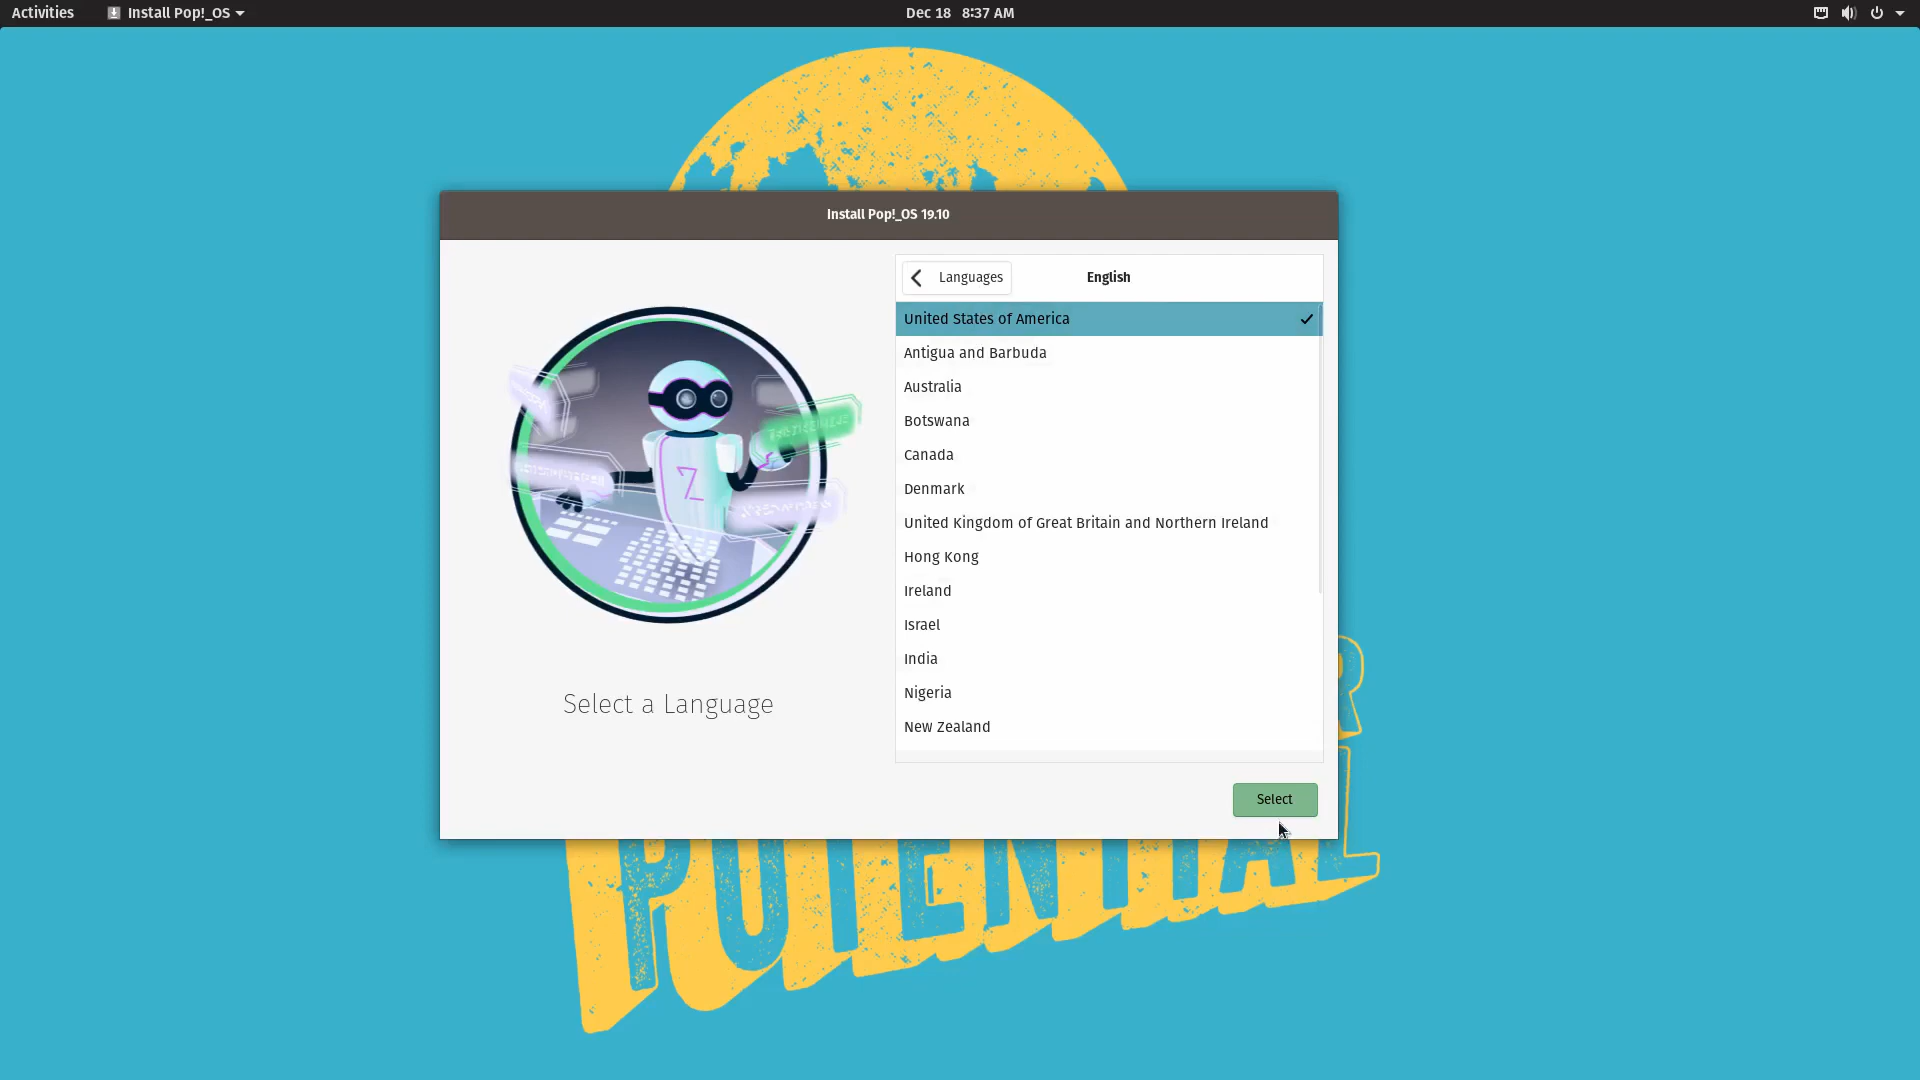 Activities
Install Pop!_OS
Dec 18 8:37 AM
Install Pop!_OS 19.10
Languages
English
United States of America
Antigua and Barbuda
Australia
Botswana
Canada
Denmark
United Kingdom of Great Britain and Northern Ireland
Hong Kong
Ireland
Israel
India
Nigeria
New Zealand
Select a Language
Z
Select
POTENTIAL